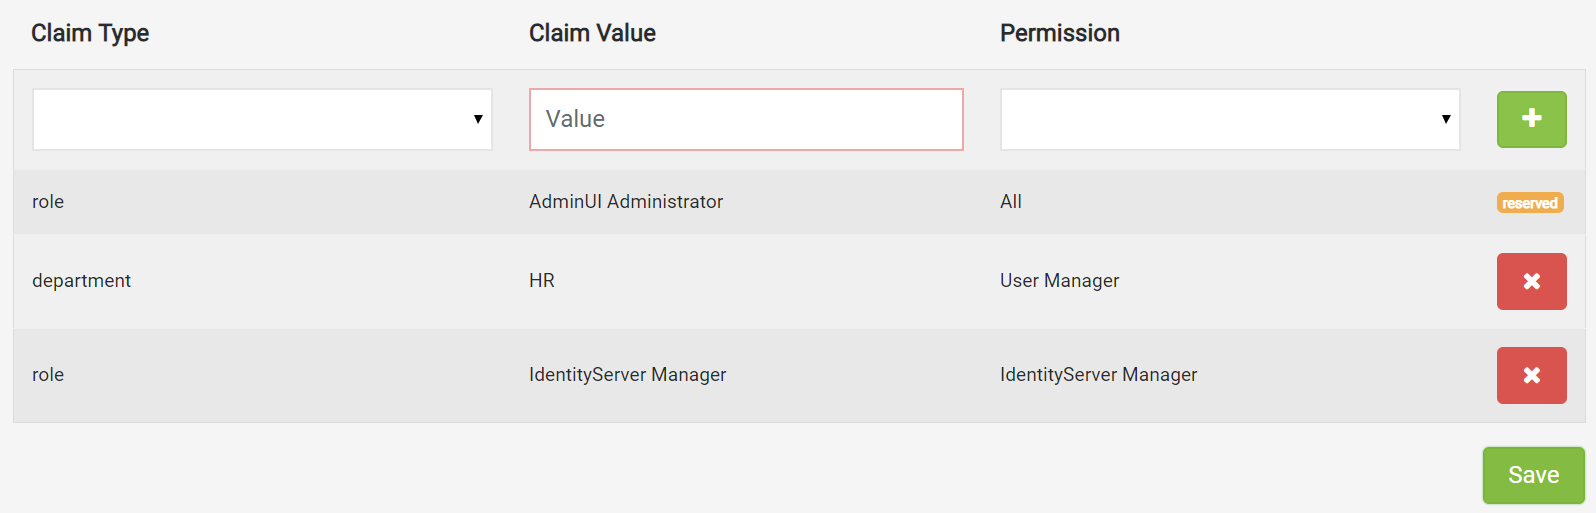 Claim Type Claim Value Permission
Value
role AdminUI Administrator All reserved
department HR User Manager
role IdentityServer Manager IdentityServer Manager
Save